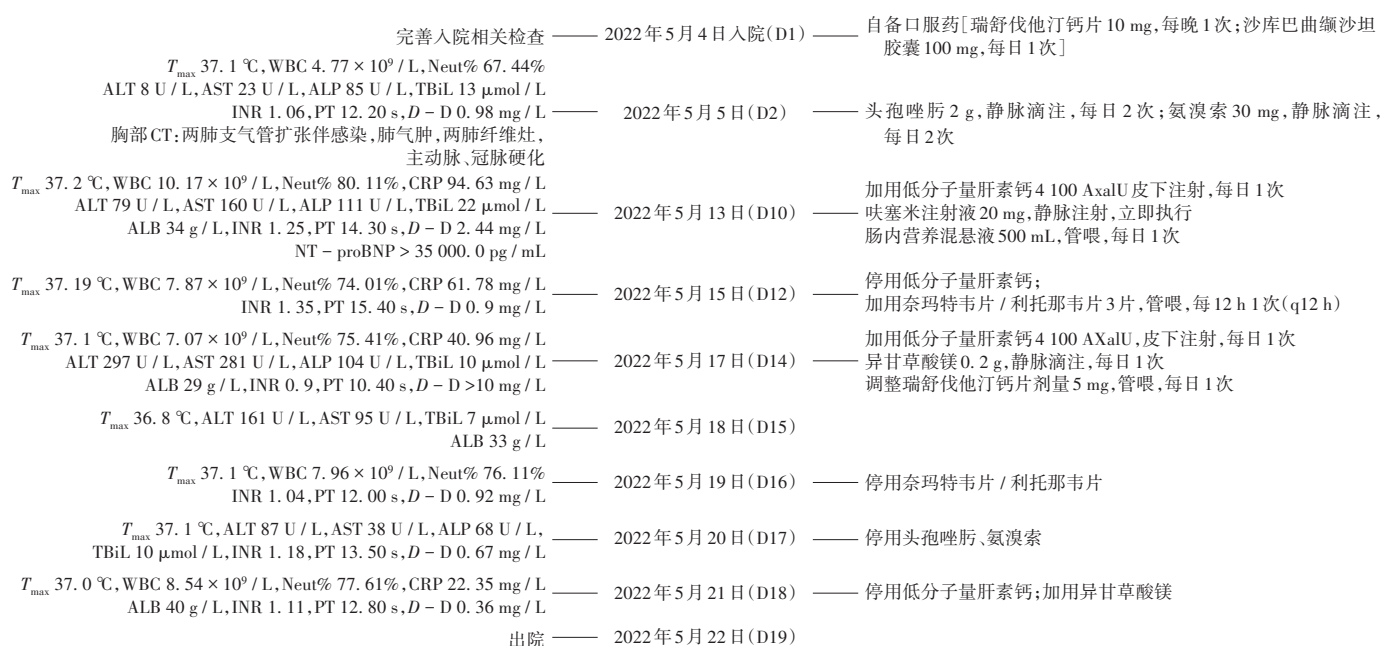 完善入院相关检查 —— 2022年5月4日入院(D1) —— 自备口服药[瑞舒伐他汀钙片10 mg,每晚1次;沙库巴曲缬沙坦
胶囊100 mg,每日1次]
Tmax 37.1 ℃,WBC 4.77×10⁹/L,Neut% 67.44%
ALT 8 U/L,AST 23 U/L,ALP 85 U/L,TBiL 13 μmol/L
INR 1.06,PT 12.20 s,D-D 0.98 mg/L
胸部CT:两肺支气管扩张伴感染,肺气肿,两肺纤维灶,
主动脉、冠脉硬化
2022年5月5日(D2)
头孢唑肟2 g,静脉滴注,每日2次;氨溴索30 mg,静脉滴注,
每日2次
Tmax 37.2 ℃,WBC 10.17×10⁹/L,Neut% 80.11%,CRP 94.63 mg/L
ALT 79 U/L,AST 160 U/L,ALP 111 U/L,TBiL 22 μmol/L
ALB 34 g/L,INR 1.25,PT 14.30 s,D-D 2.44 mg/L
NT-proBNP>35 000.0 pg/mL
2022年5月13日(D10)
加用低分子量肝素钙4 100 AxalU皮下注射,每日1次
呋塞米注射液20 mg,静脉注射,立即执行
肠内营养混悬液500 mL,管喂,每日1次
Tmax 37.19 ℃,WBC 7.87×10⁹/L,Neut% 74.01%,CRP 61.78 mg/L
INR 1.35,PT 15.40 s,D-D 0.9 mg/L
2022年5月15日(D12)
停用低分子量肝素钙;
加用奈玛特韦片/利托那韦片3片,管喂,每12 h 1次(q12 h)
Tmax 37.1 ℃,WBC 7.07×10⁹/L,Neut% 75.41%,CRP 40.96 mg/L
ALT 297 U/L,AST 281 U/L,ALP 104 U/L,TBiL 10 μmol/L
ALB 29 g/L,INR 0.9,PT 10.40 s,D-D >10 mg/L
2022年5月17日(D14)
加用低分子量肝素钙4 100 AXalU,皮下注射,每日1次
异甘草酸镁0.2 g,静脉滴注,每日1次
调整瑞舒伐他汀钙片剂量5 mg,管喂,每日1次
Tmax 36.8 ℃,ALT 161 U/L,AST 95 U/L,TBiL 7 μmol/L
ALB 33 g/L
2022年5月18日(D15)
Tmax 37.1 ℃,WBC 7.96×10⁹/L,Neut% 76.11%
INR 1.04,PT 12.00 s,D-D 0.92 mg/L
2022年5月19日(D16)
停用奈玛特韦片/利托那韦片
Tmax 37.1 ℃,ALT 87 U/L,AST 38 U/L,ALP 68 U/L,
TBiL 10 μmol/L,INR 1.18,PT 13.50 s,D-D 0.67 mg/L
2022年5月20日(D17)
停用头孢唑肟、氨溴索
Tmax 37.0 ℃,WBC 8.54×10⁹/L,Neut% 77.61%,CRP 22.35 mg/L
ALB 40 g/L,INR 1.11,PT 12.80 s,D-D 0.36 mg/L
2022年5月21日(D18)
停用低分子量肝素钙;加用异甘草酸镁
出院 —— 2022年5月22日(D19)